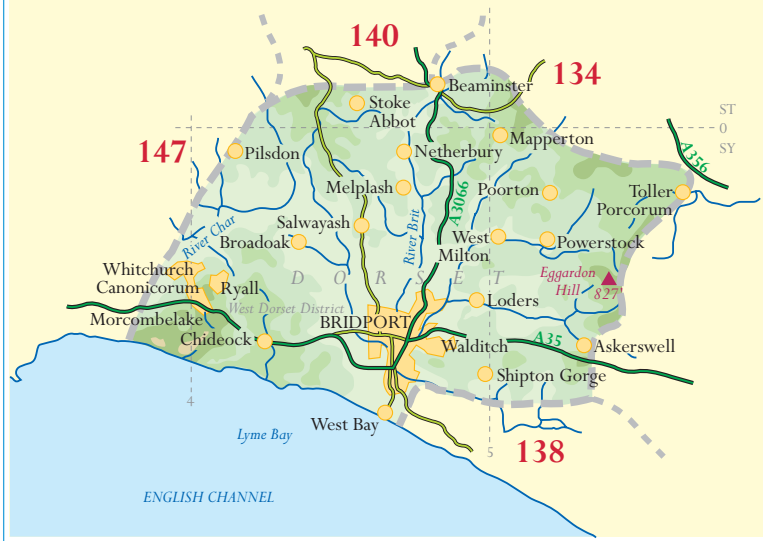 140
134
Beaminster
Stoke
Abbot
ST
0
SY
147
Pilsdon
Netherbury
Mapperton
A356
Melplash
A3066
Poorton
Toller
Porcorum
River Char
Salwayash
River Brit
Broadoak
West
Milton
Powerstock
Whitchurch
Canonicorum
Ryall
D O R S E T
Eggardon
Hill
827'
West Dorset District
Loders
Morcombelake
BRIDPORT
Chideock
Walditch
A35
Askerswell
Shipton Gorge
4
West Bay
Lyme Bay
5
138
ENGLISH CHANNEL